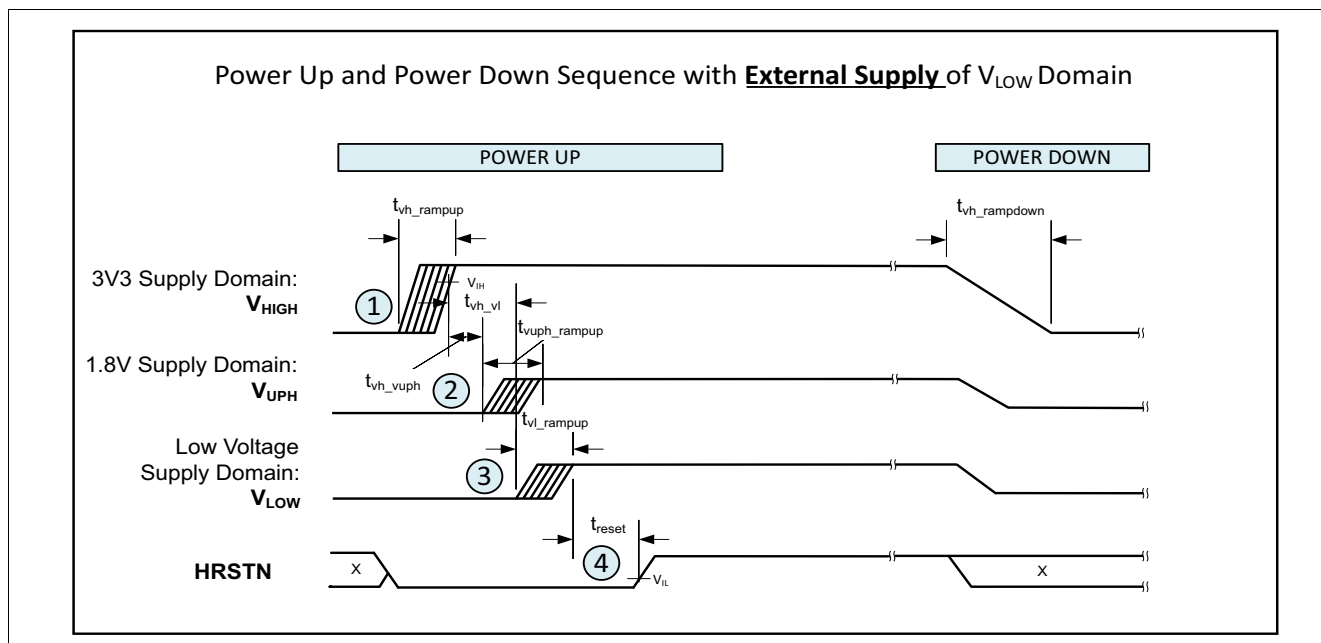 Power Up and Power Down Sequence with External Supply of VLOW Domain
POWER UP
POWER DOWN
tvh_rampup
tvh_rampdown
3V3 Supply Domain:
VHIGH
1
VIH
tvh_vl
tvuph_rampup
1.8V Supply Domain:
VUPH
tvh_vuph
2
tvl_rampup
Low Voltage
Supply Domain:
VLOW
3
treset
4
HRSTN
X
VIL
X